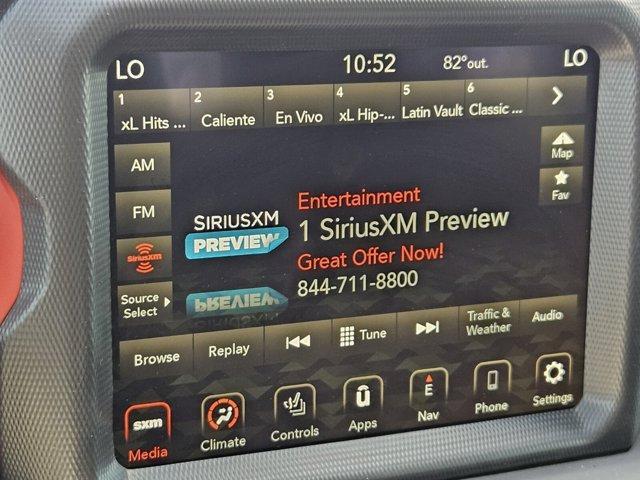 LO 10:52 82°out. LO
1 xL Hits ... 2 Caliente 3 En Vivo 4 xL Hip-... 5 Latin Vault 6 Classic ...
AM
Map
FM
Fav
SiriusXM
Source
Select
SIRIUSXM
PREVIEW
Entertainment
1 SiriusXM Preview
Great Offer Now!
844-711-8800
Browse Replay Tune Traffic &
Weather Audio
sxm
Media Climate Controls Apps E
Nav Phone Settings